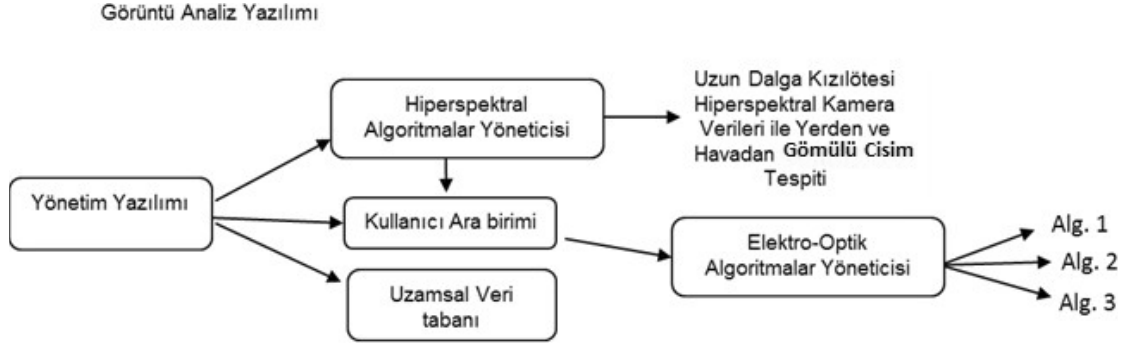 Görüntü Analiz Yazılımı
Hiperspektral
Algoritmalar Yöneticisi
Uzun Dalga Kızılötesi
Hiperspektral Kamera
Verileri ile Yerden ve
Havadan Gömülü Cisim
Tespiti
Yönetim Yazılımı
Kullanıcı Ara birimi
Elektro-Optik
Algoritmalar Yöneticisi
Alg. 1
Alg. 2
Alg. 3
Uzamsal Veri
tabanı